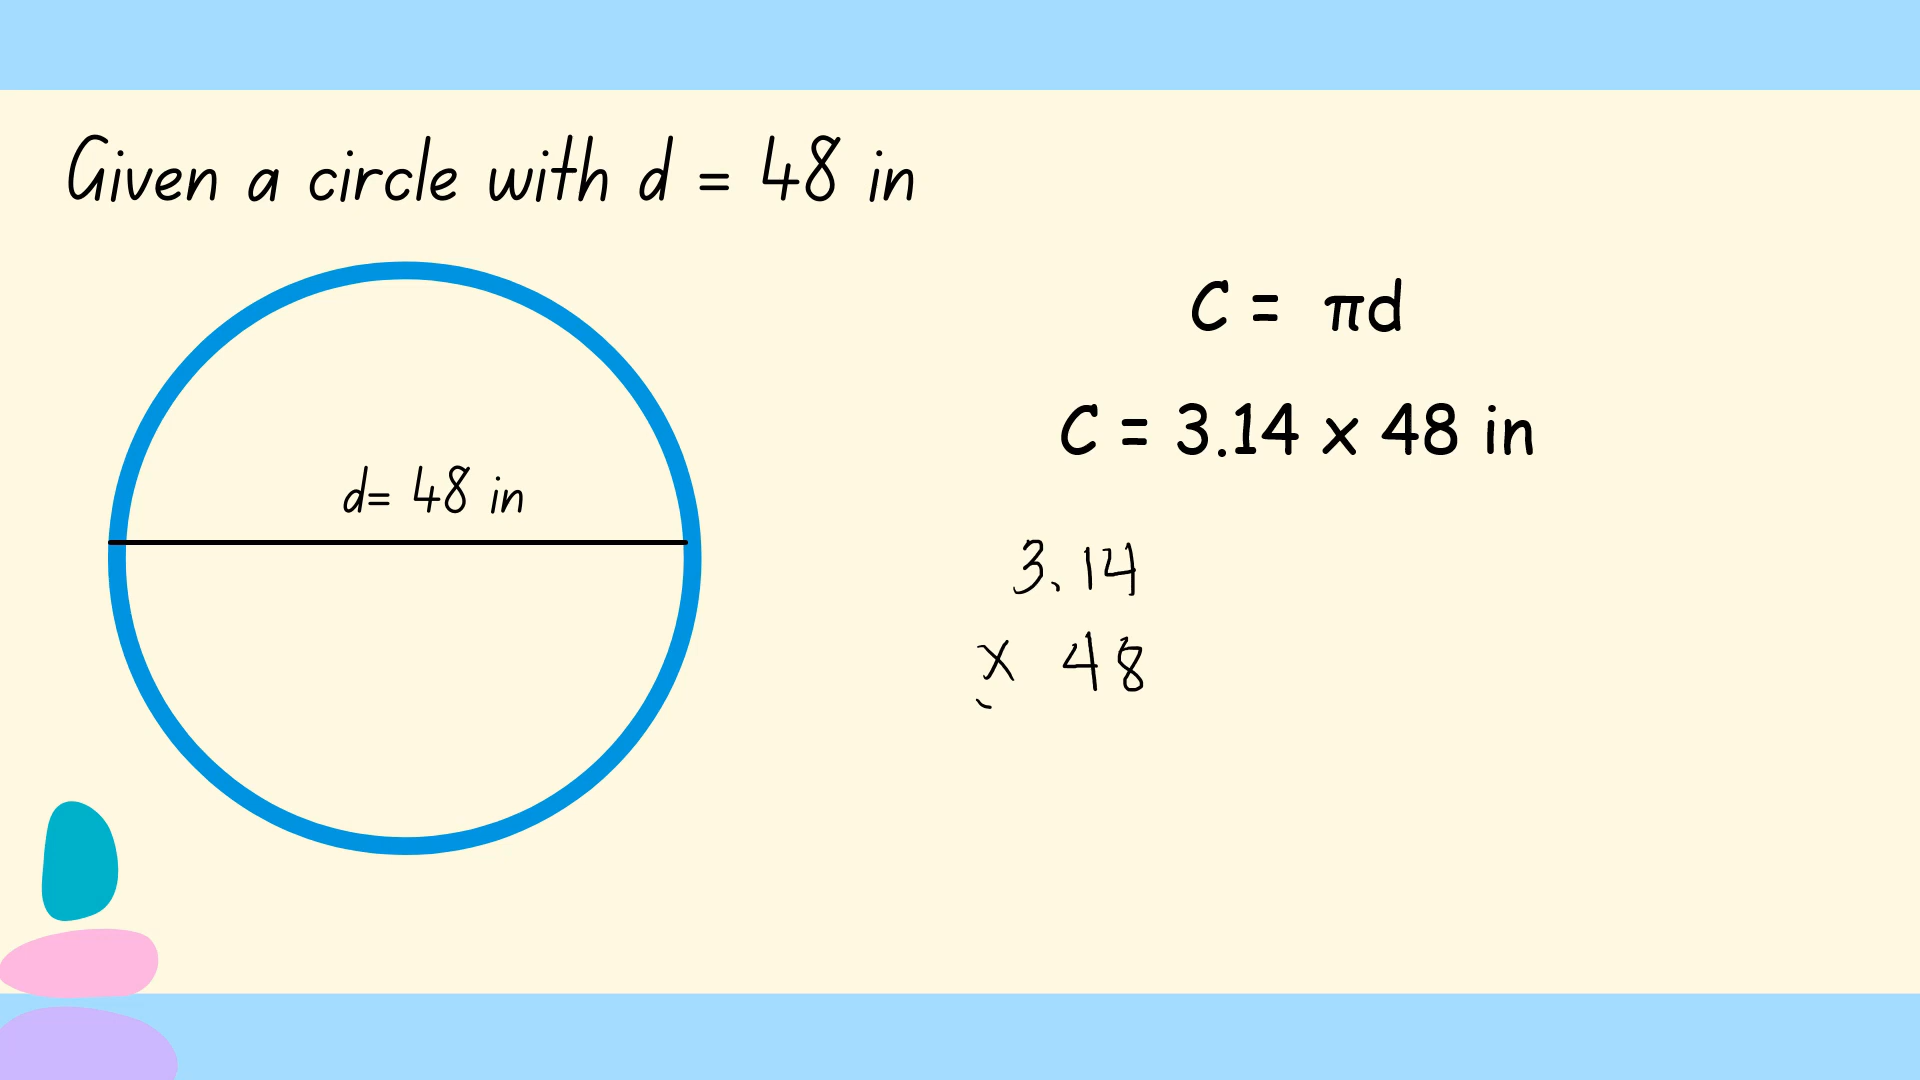 Given a circle with d = 48 in
C = πd
C = 3.14 x 48 in
d= 48 in
3.14
x 48